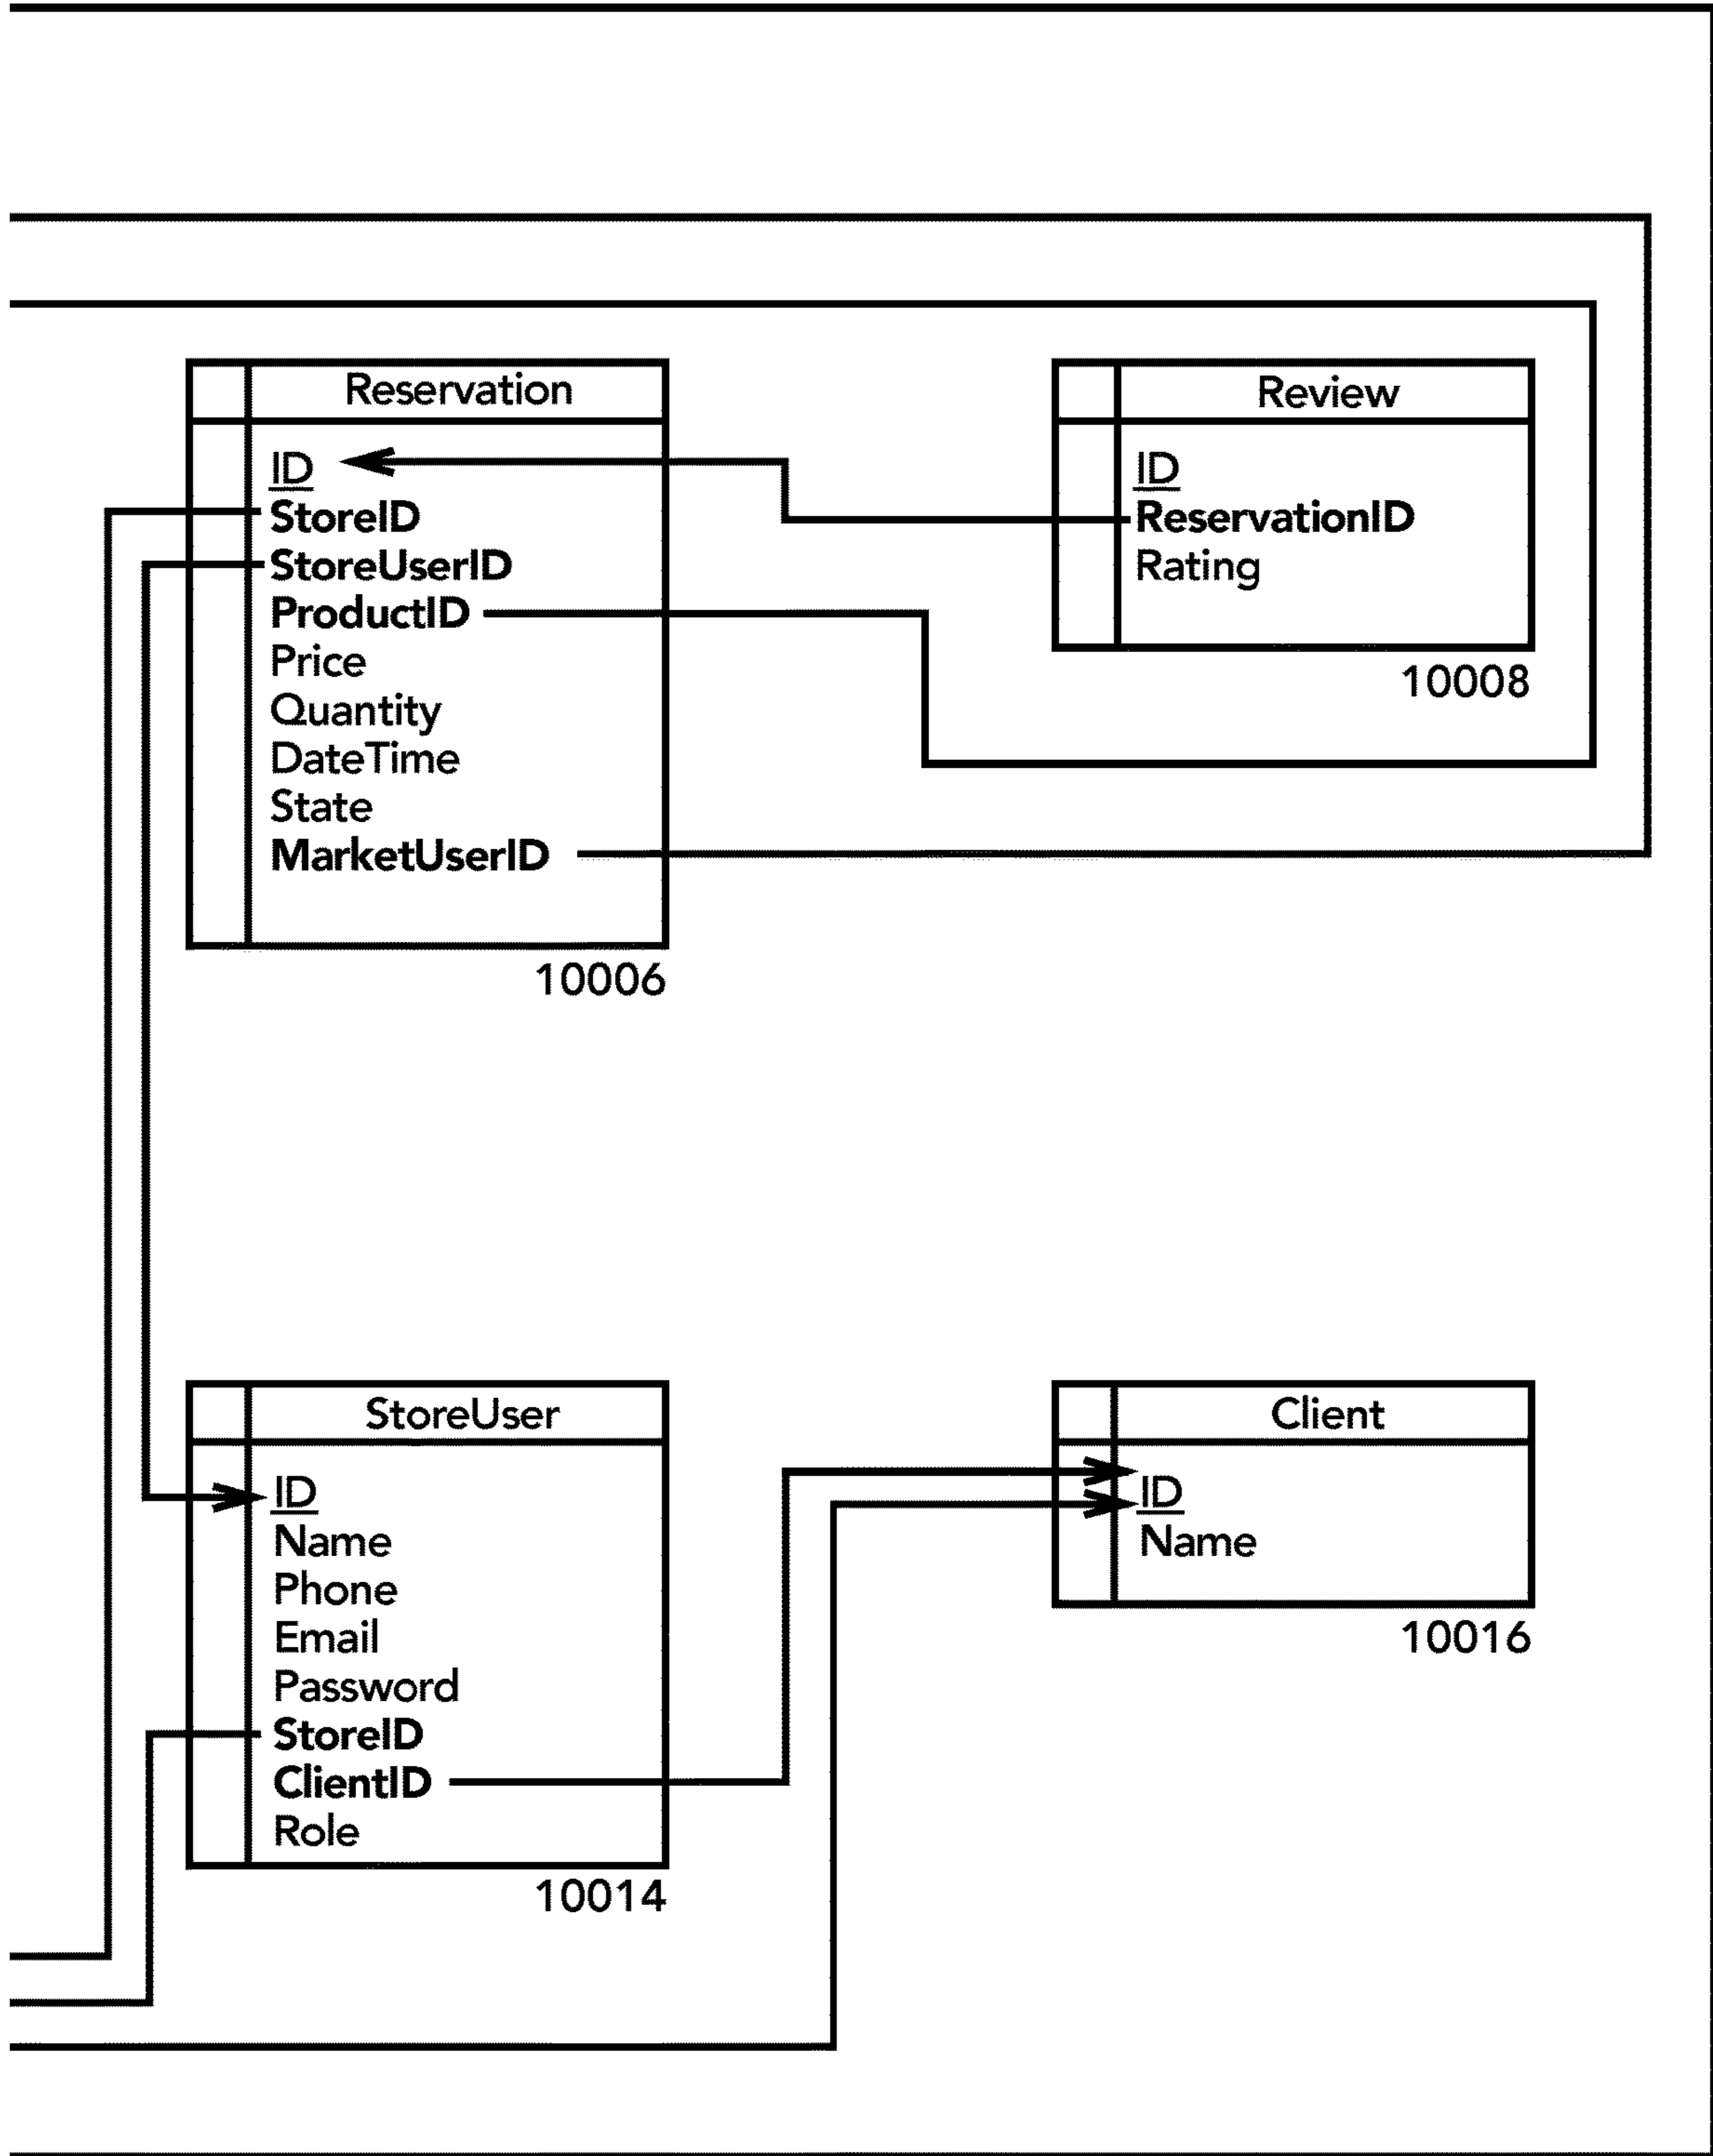 Reservation
ID
StoreID
StoreUserID
ProductID
Price
Quantity
DateTime
State
MarketUserID
10006
Review
ID
ReservationID
Rating
10008
StoreUser
ID
Name
Phone
Email
Password
StoreID
ClientID
Role
10014
Client
ID
Name
10016